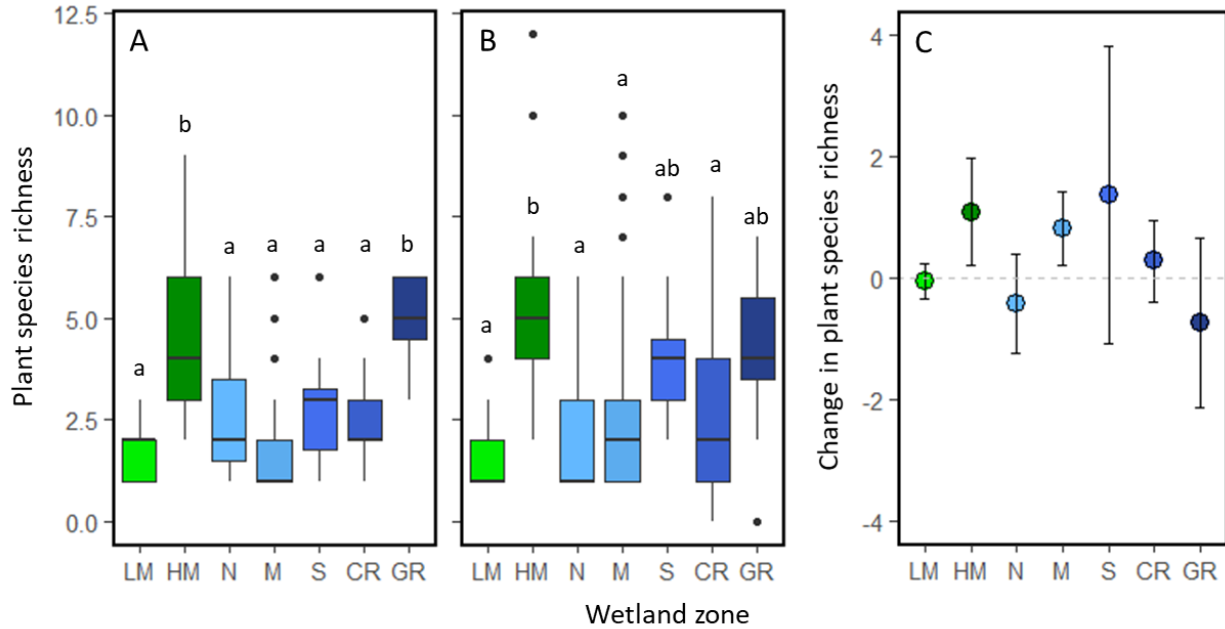 A
B
C
Plant species richness
12.5
10.0
7.5
5.0
2.5
0.0
a
b
a
a
a
a
b
a
b
a
a
ab
a
ab
LM HM N M S CR GR
LM HM N M S CR GR
Change in plant species richness
4
2
0
-2
-4
LM HM N M S CR GR
Wetland zone